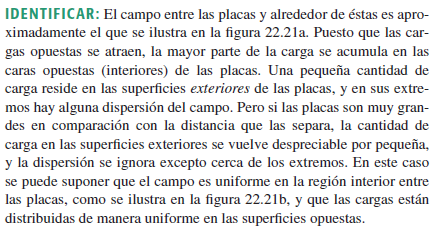 IDENTIFICAR: El campo entre las placas y alrededor de éstas es apro-
ximadamente el que se ilustra en la figura 22.21a. Puesto que las car-
gas opuestas se atraen, la mayor parte de la carga se acumula en las
caras opuestas (interiores) de las placas. Una pequeña cantidad de
carga reside en las superficies exteriores de las placas, y en sus extre-
mos hay alguna dispersión del campo. Pero si las placas son muy gran-
des en comparación con la distancia que las separa, la cantidad de
carga en las superficies exteriores se vuelve despreciable por pequeña,
y la dispersión se ignora excepto cerca de los extremos. En este caso
se puede suponer que el campo es uniforme en la región interior entre
las placas, como se ilustra en la figura 22.21b, y que las cargas están
distribuidas de manera uniforme en las superficies opuestas.